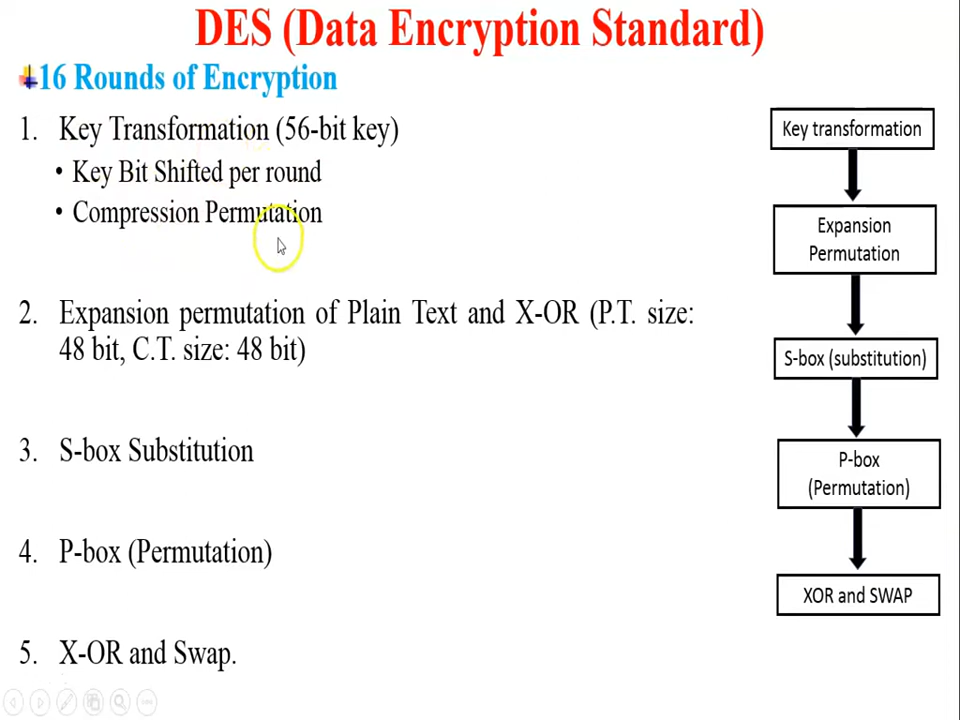 DES (Data Encryption Standard)
16 Rounds of Encryption
1. Key Transformation (56-bit key)
• Key Bit Shifted per round
• Compression Permutation
2. Expansion permutation of Plain Text and X-OR (P.T. size:
48 bit, C.T. size: 48 bit)
3. S-box Substitution
4. P-box (Permutation)
5. X-OR and Swap.
Key transformation
Expansion
Permutation
S-box (substitution)
P-box
(Permutation)
XOR and SWAP